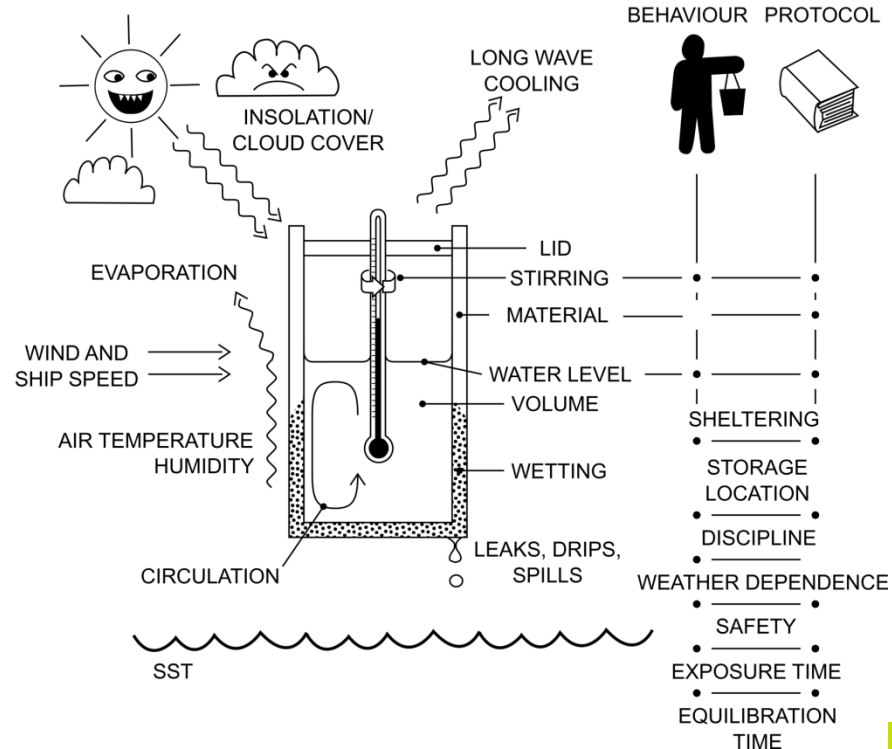 BEHAVIOUR PROTOCOL
LONG WAVE
COOLING
INSOLATION/
CLOUD COVER
LID
EVAPORATION
STIRRING
MATERIAL
WIND AND
SHIP SPEED
WATER LEVEL
VOLUME
SHELTERING
AIR TEMPERATURE
HUMIDITY
WETTING
STORAGE
LOCATION
DISCIPLINE
LEAKS, DRIPS,
SPILLS
CIRCULATION
WEATHER DEPENDENCE
SAFETY
SST
EXPOSURE TIME
EQUILIBRATION
TIME